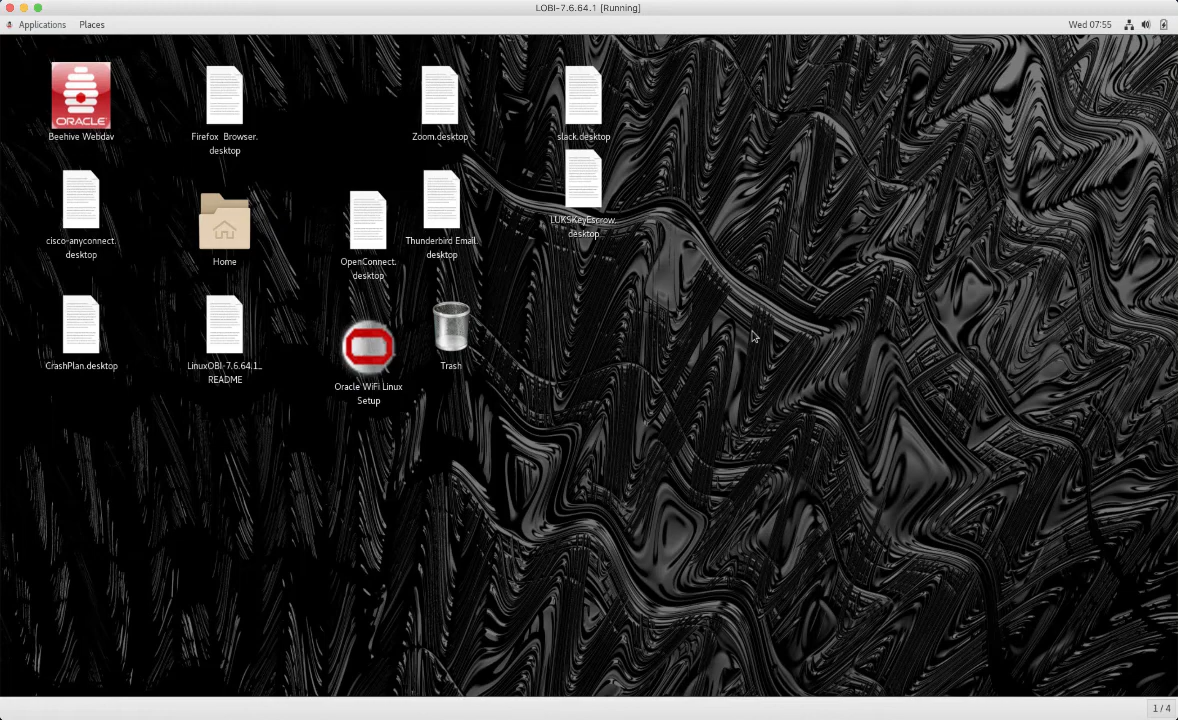 LOBI-7.6.64.1 [Running]
Applications Places
Wed 07:55
ORACLE
Beehive Webdav
Firefox Browser.
desktop
Zoom.desktop
slack.desktop
cisco-anyconnect.
desktop
Home
OpenConnect.
desktop
Thunderbird Email.
desktop
LUKSKeyEscrow.
desktop
CrashPlan.desktop
LinuxOBI-7.6.64.1_
README
Oracle WiFi Linux
Setup
Trash
1 / 4